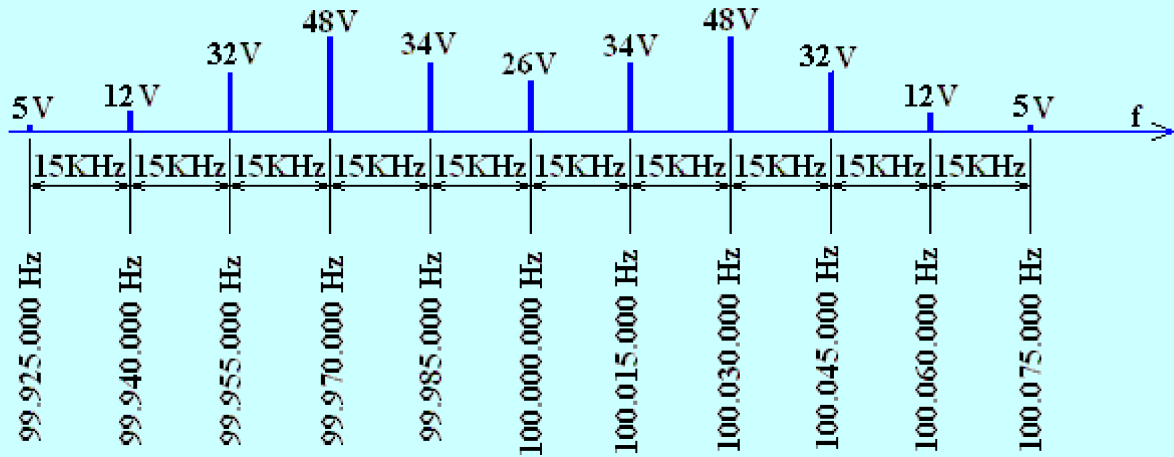 5V 12V 32V 48V 34V 26V 34V 48V 32V 12V 5V f
15KHz 15KHz 15KHz 15KHz 15KHz 15KHz 15KHz 15KHz 15KHz 15KHz
99.925.000 Hz
99.940.000 Hz
99.955.000 Hz
99.970.000 Hz
99.985.000 Hz
100.000.000 Hz
100.015.000 Hz
100.030.000 Hz
100.045.000 Hz
100.060.000 Hz
100.075.000 Hz